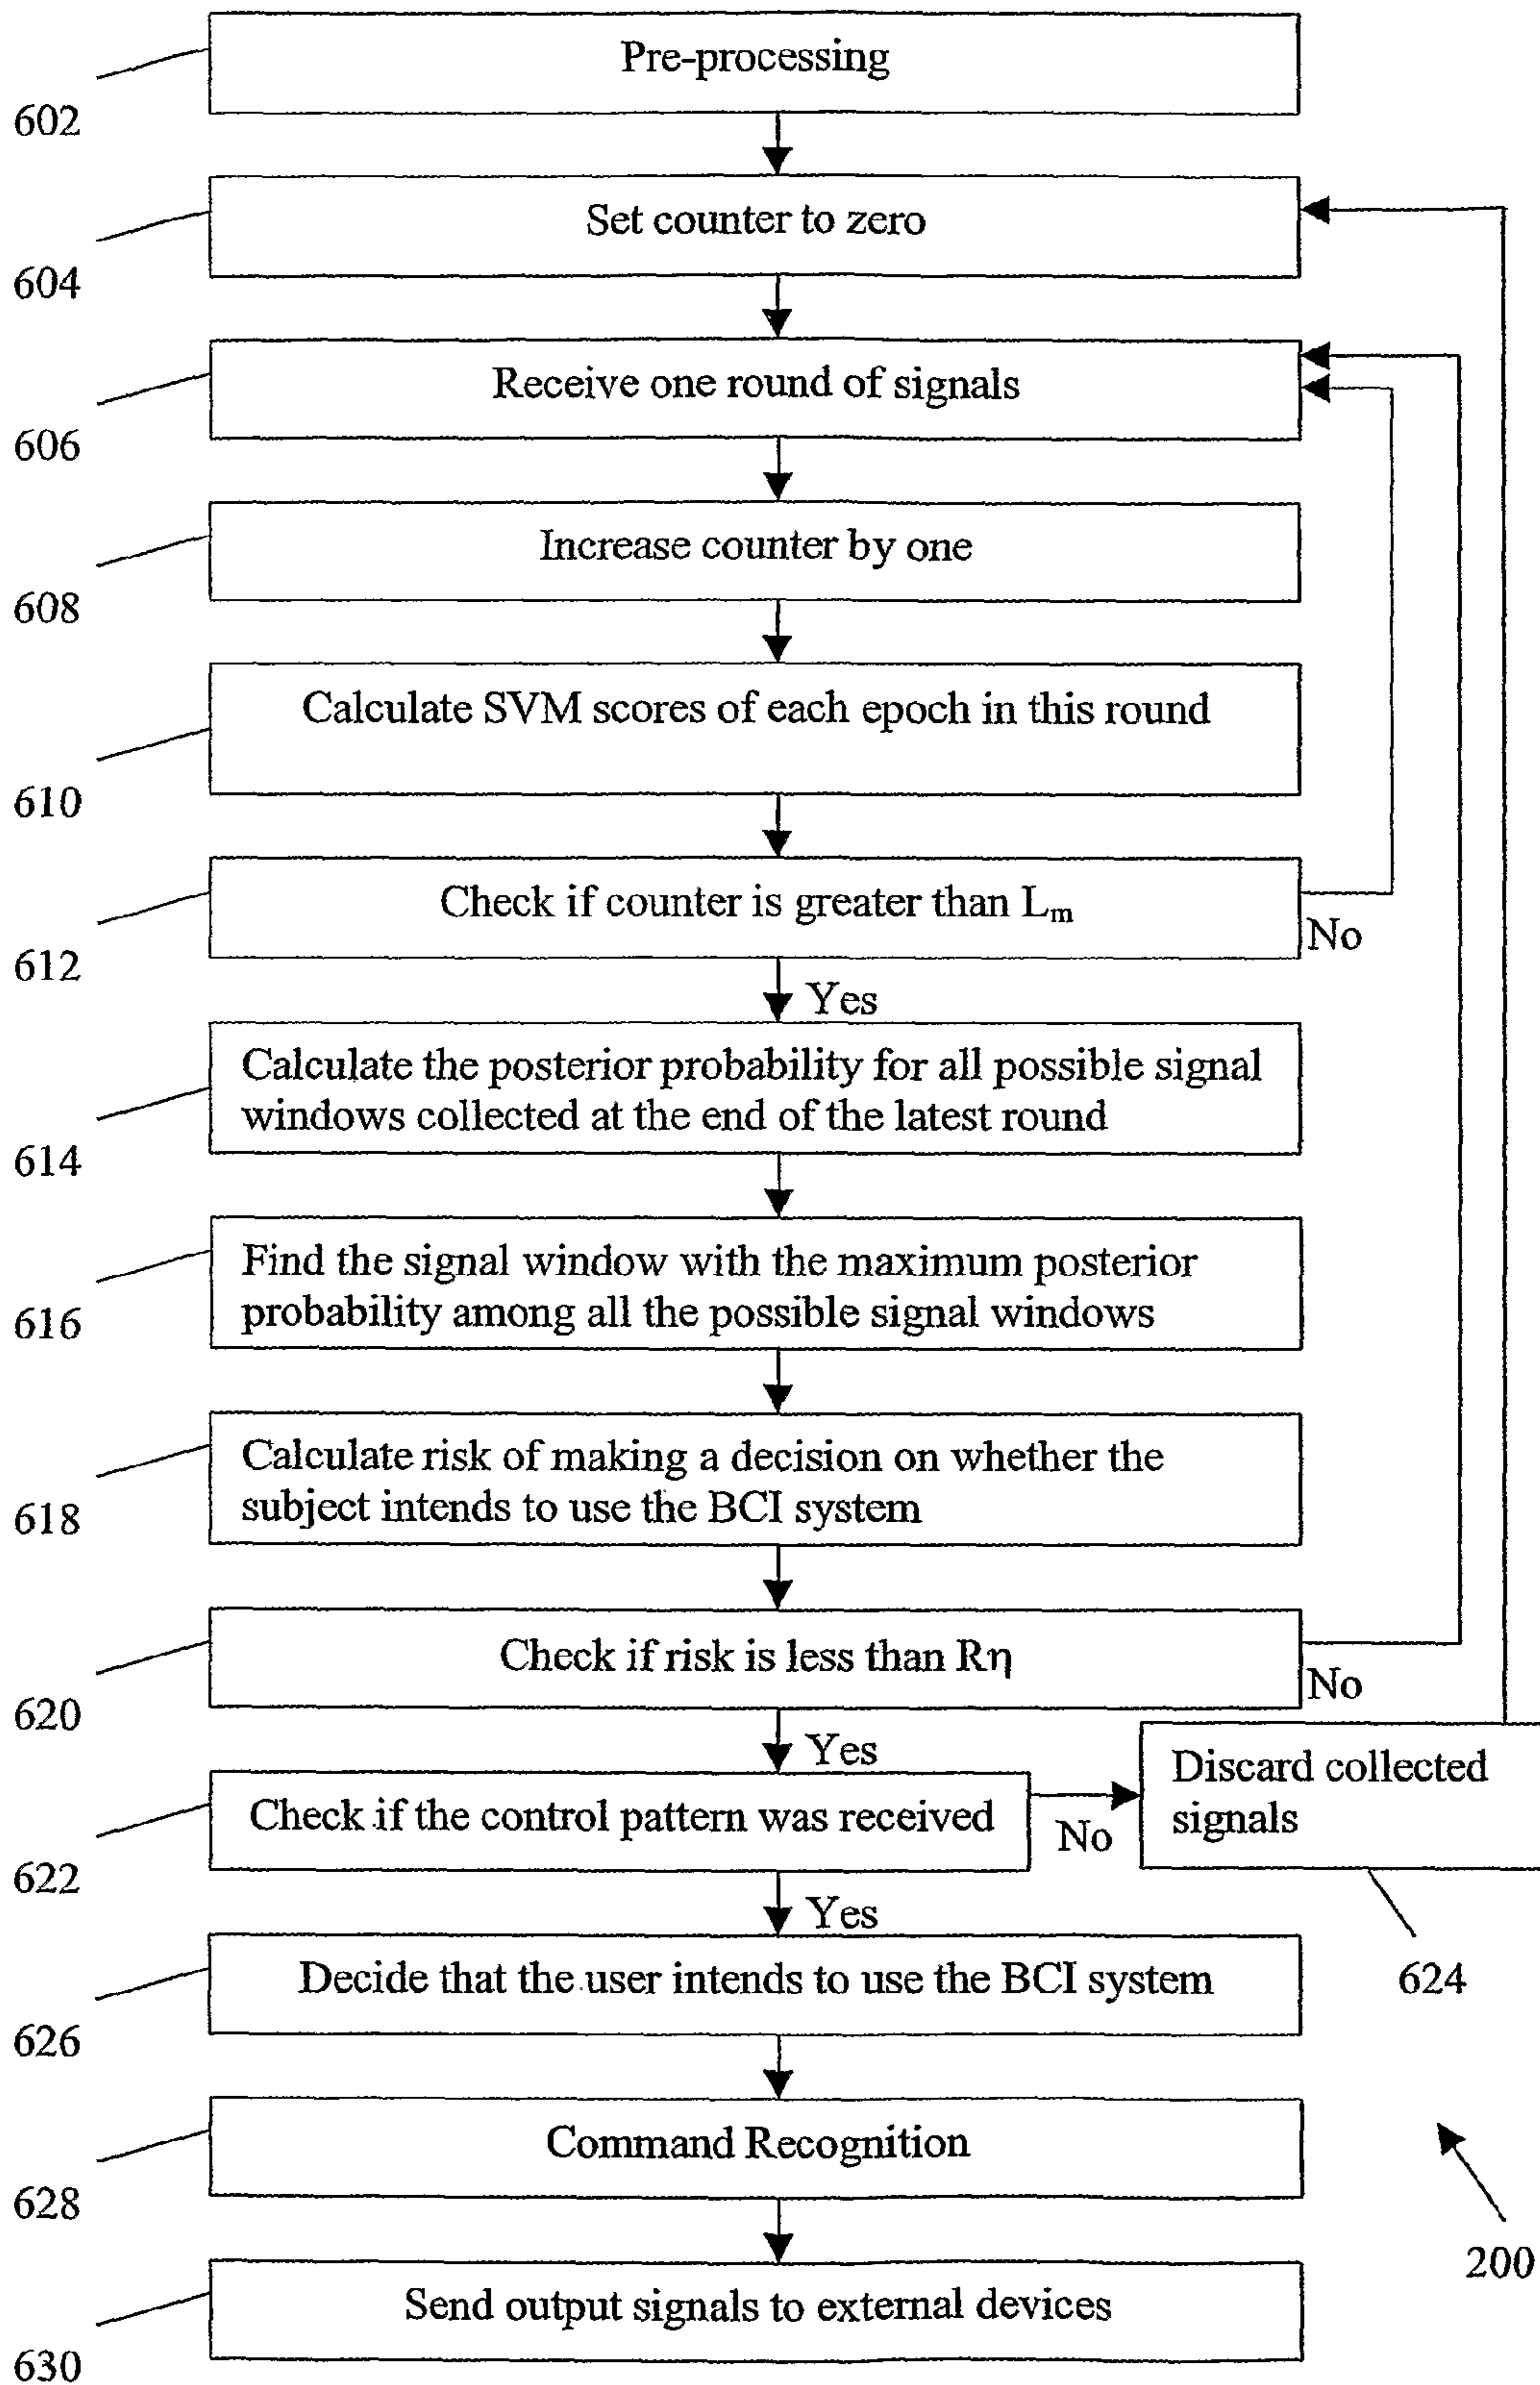 Pre-processing
602
Set counter to zero
604
Receive one round of signals
606
Increase counter by one
608
Calculate SVM scores of each epoch in this round
610
Check if counter is greater than Lm
No
612
Yes
Calculate the posterior probability for all possible signal
windows collected at the end of the latest round
614
Find the signal window with the maximum posterior
probability among all the possible signal windows
616
Calculate risk of making a decision on whether the
subject intends to use the BCI system
618
Check if risk is less than Rη
No
620
Yes
Discard collected
signals
Check if the control pattern was received
No
622
Yes
Decide that the user intends to use the BCI system
624
626
Command Recognition
628
200
Send output signals to external devices
630